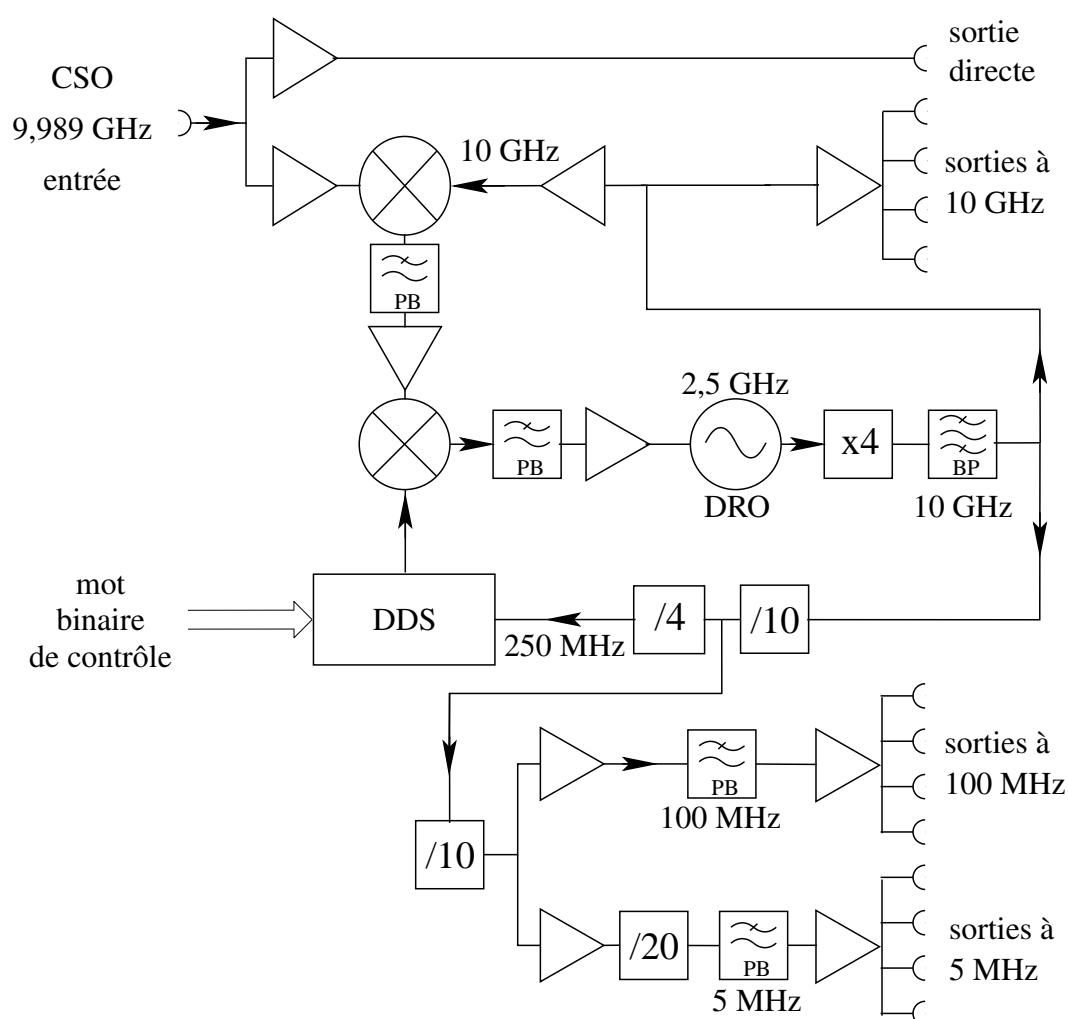 sortie
directe
CSO
9,989 GHz
entrée
10 GHz
sorties à
10 GHz
PB
2,5 GHz
PB
x4
BP
DRO
10 GHz
mot
binaire
de contrôle
DDS
250 MHz
/4
/10
sorties à
100 MHz
PB
100 MHz
/10
/20
PB
5 MHz
sorties à
5 MHz